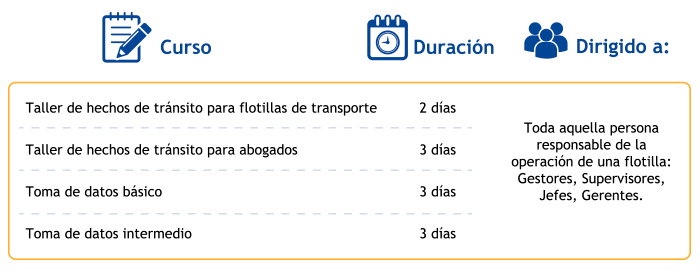 Curso
Duración
Dirigido a:
Taller de hechos de tránsito para flotillas de transporte
2 días
Taller de hechos de tránsito para abogados
3 días
Toma de datos básico
3 días
Toma de datos intermedio
3 días
Toda aquella persona
responsable de la
operación de una flotilla:
Gestores, Supervisores,
Jefes, Gerentes.